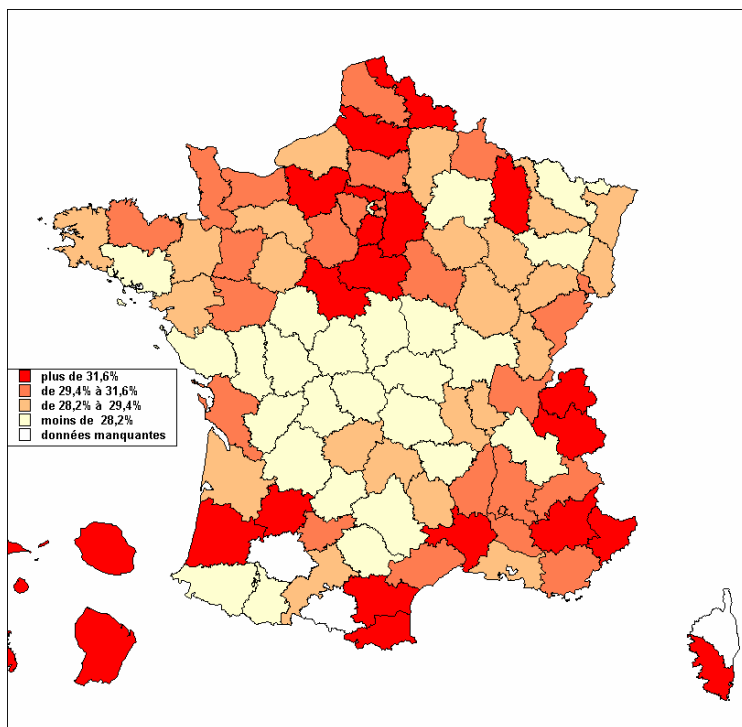 plus de 31,6%
de 29,4% à 31,6%
de 28,2% à 29,4%
moins de 28,2%
données manquantes